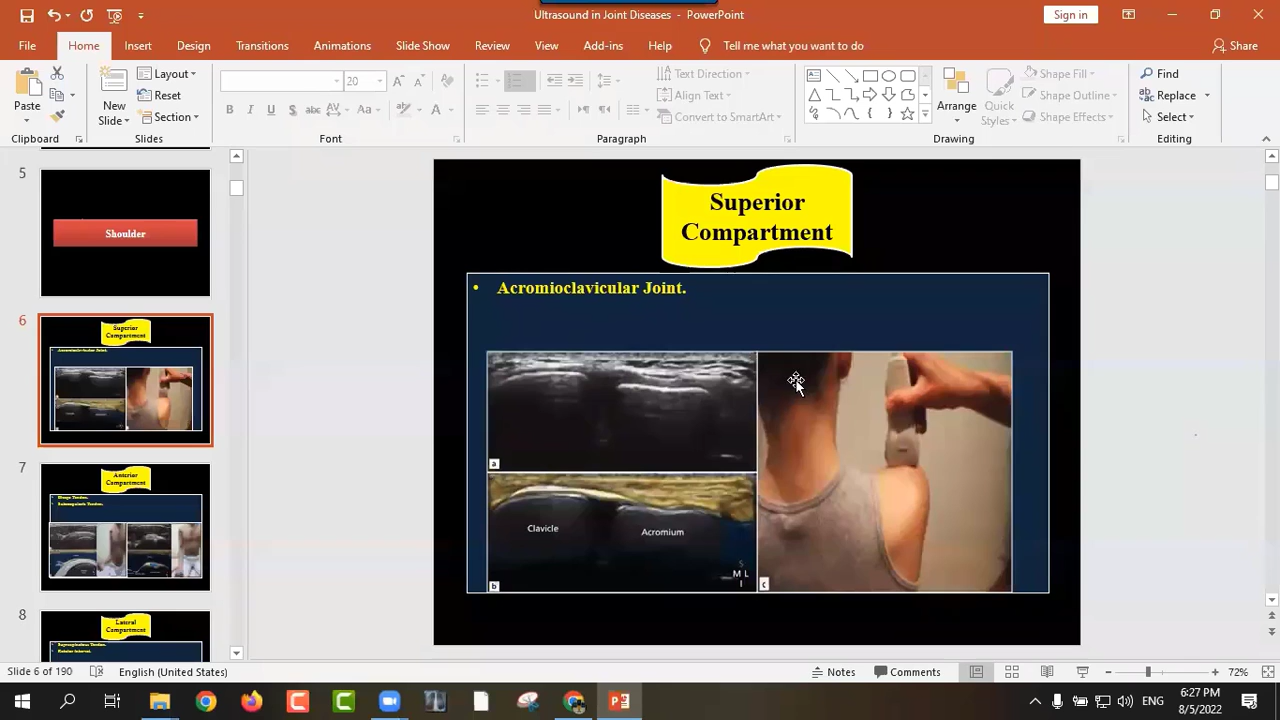 Ultrasound in Joint Diseases - PowerPoint
Sign in
File Home Insert Design Transitions Animations Slide Show Review View Add-ins Help Tell me what you want to do Share
Paste
New Slide
Layout
Reset
Section
20
B I U S abc AV Aa A
Text Direction
Align Text
Convert to SmartArt
Arrange
Quick Styles
Shape Fill
Shape Outline
Shape Effects
Find
Replace
Select
Clipboard Slides Font Paragraph Drawing Editing
5
Shoulder
6
Superior
Compartment
7
Anterior
Compartment
8
Lateral
Compartment
Superior
Compartment
• Acromioclavicular Joint.
a
Clavicle
Acromium
S
M L
I
b
c
Slide 6 of 190 English (United States) Notes Comments 72%
ENG
6:27 PM
8/5/2022